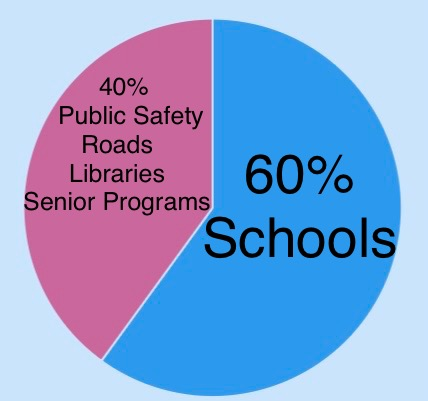 40%
Public Safety
Roads
Libraries
Senior Programs
60%
Schools